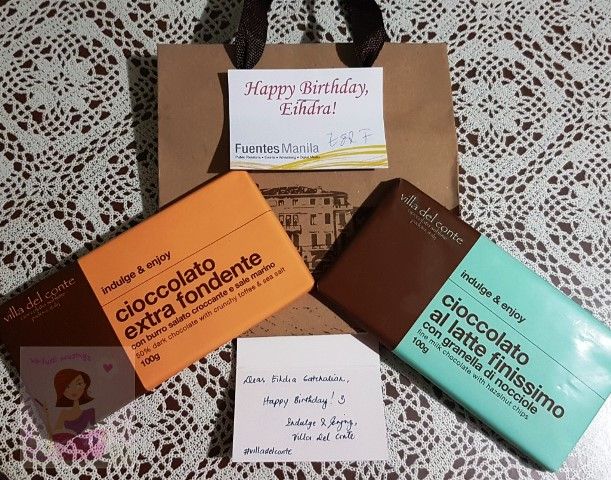 Happy Birthday,
Eihdra!
FuentesManila
Public Relations • Events • Advertising • Digital Media
villa del conte
indulge & enjoy
cioccolato
extra fondente
con burro salato croccante e sale marino
50% dark chocolate with crunchy toffee & sea salt
100g
villa del conte
indulge & enjoy
cioccolato
al latte finissimo
con granella di nocciole
fine milk chocolate with hazelnut chips
100g
Dear Eihdra Gatchalian,
Happy Birthday! :)
Indulge & Enjoy,
Villa Del Conte
#villadelconte